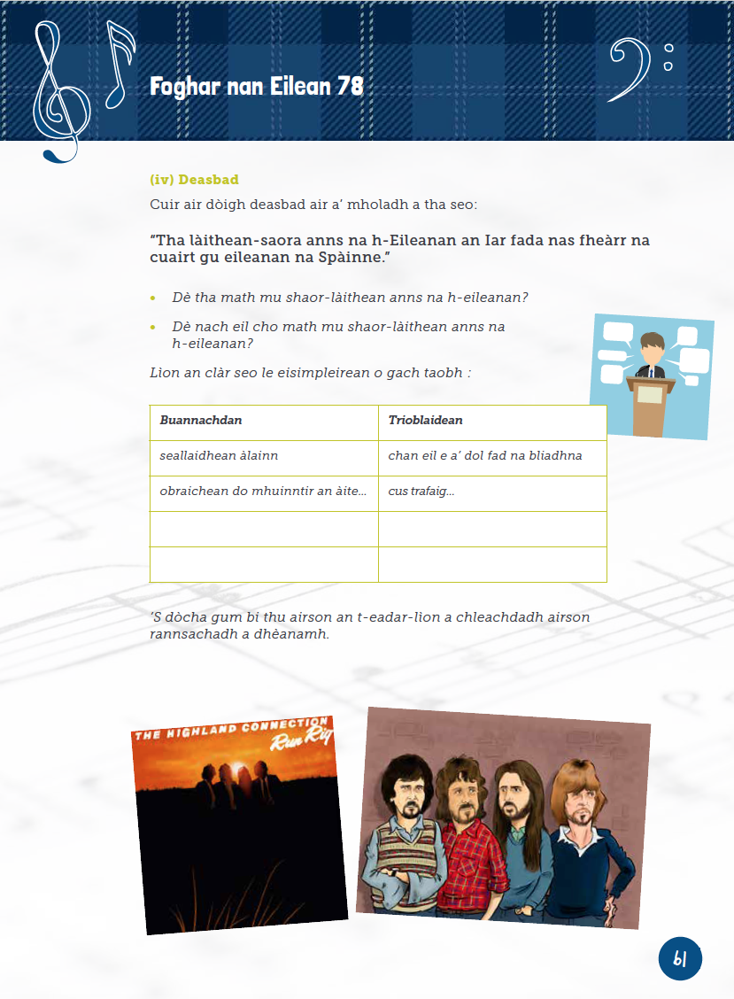 Foghar nan Eilean 78
(iv) Deasbad
Cuir air dòigh deasbad air a’ mholadh a tha seo:
“Tha làithean-saora anns na h-Eileanan an Iar fada nas fheàrr na
cuairt gu eileanan na Spàinne.”
• Dè tha math mu shaor-làithean anns na h-eileanan?
• Dè nach eil cho math mu shaor-làithean anns na
h-eileanan?
Lìon an clàr seo le eisimpleirean o gach taobh :
Buannachdan Trioblaidean
seallaidhean àlainn chan eil e a’ dol fad na bliadhna
obraichean do mhuinntir an àite... cus trafaig...
’S dòcha gum bi thu airson an t-eadar-lìon a chleachdadh airson
rannsachadh a dhèanamh.
THE HIGHLAND CONNECTION
Run Rig
61